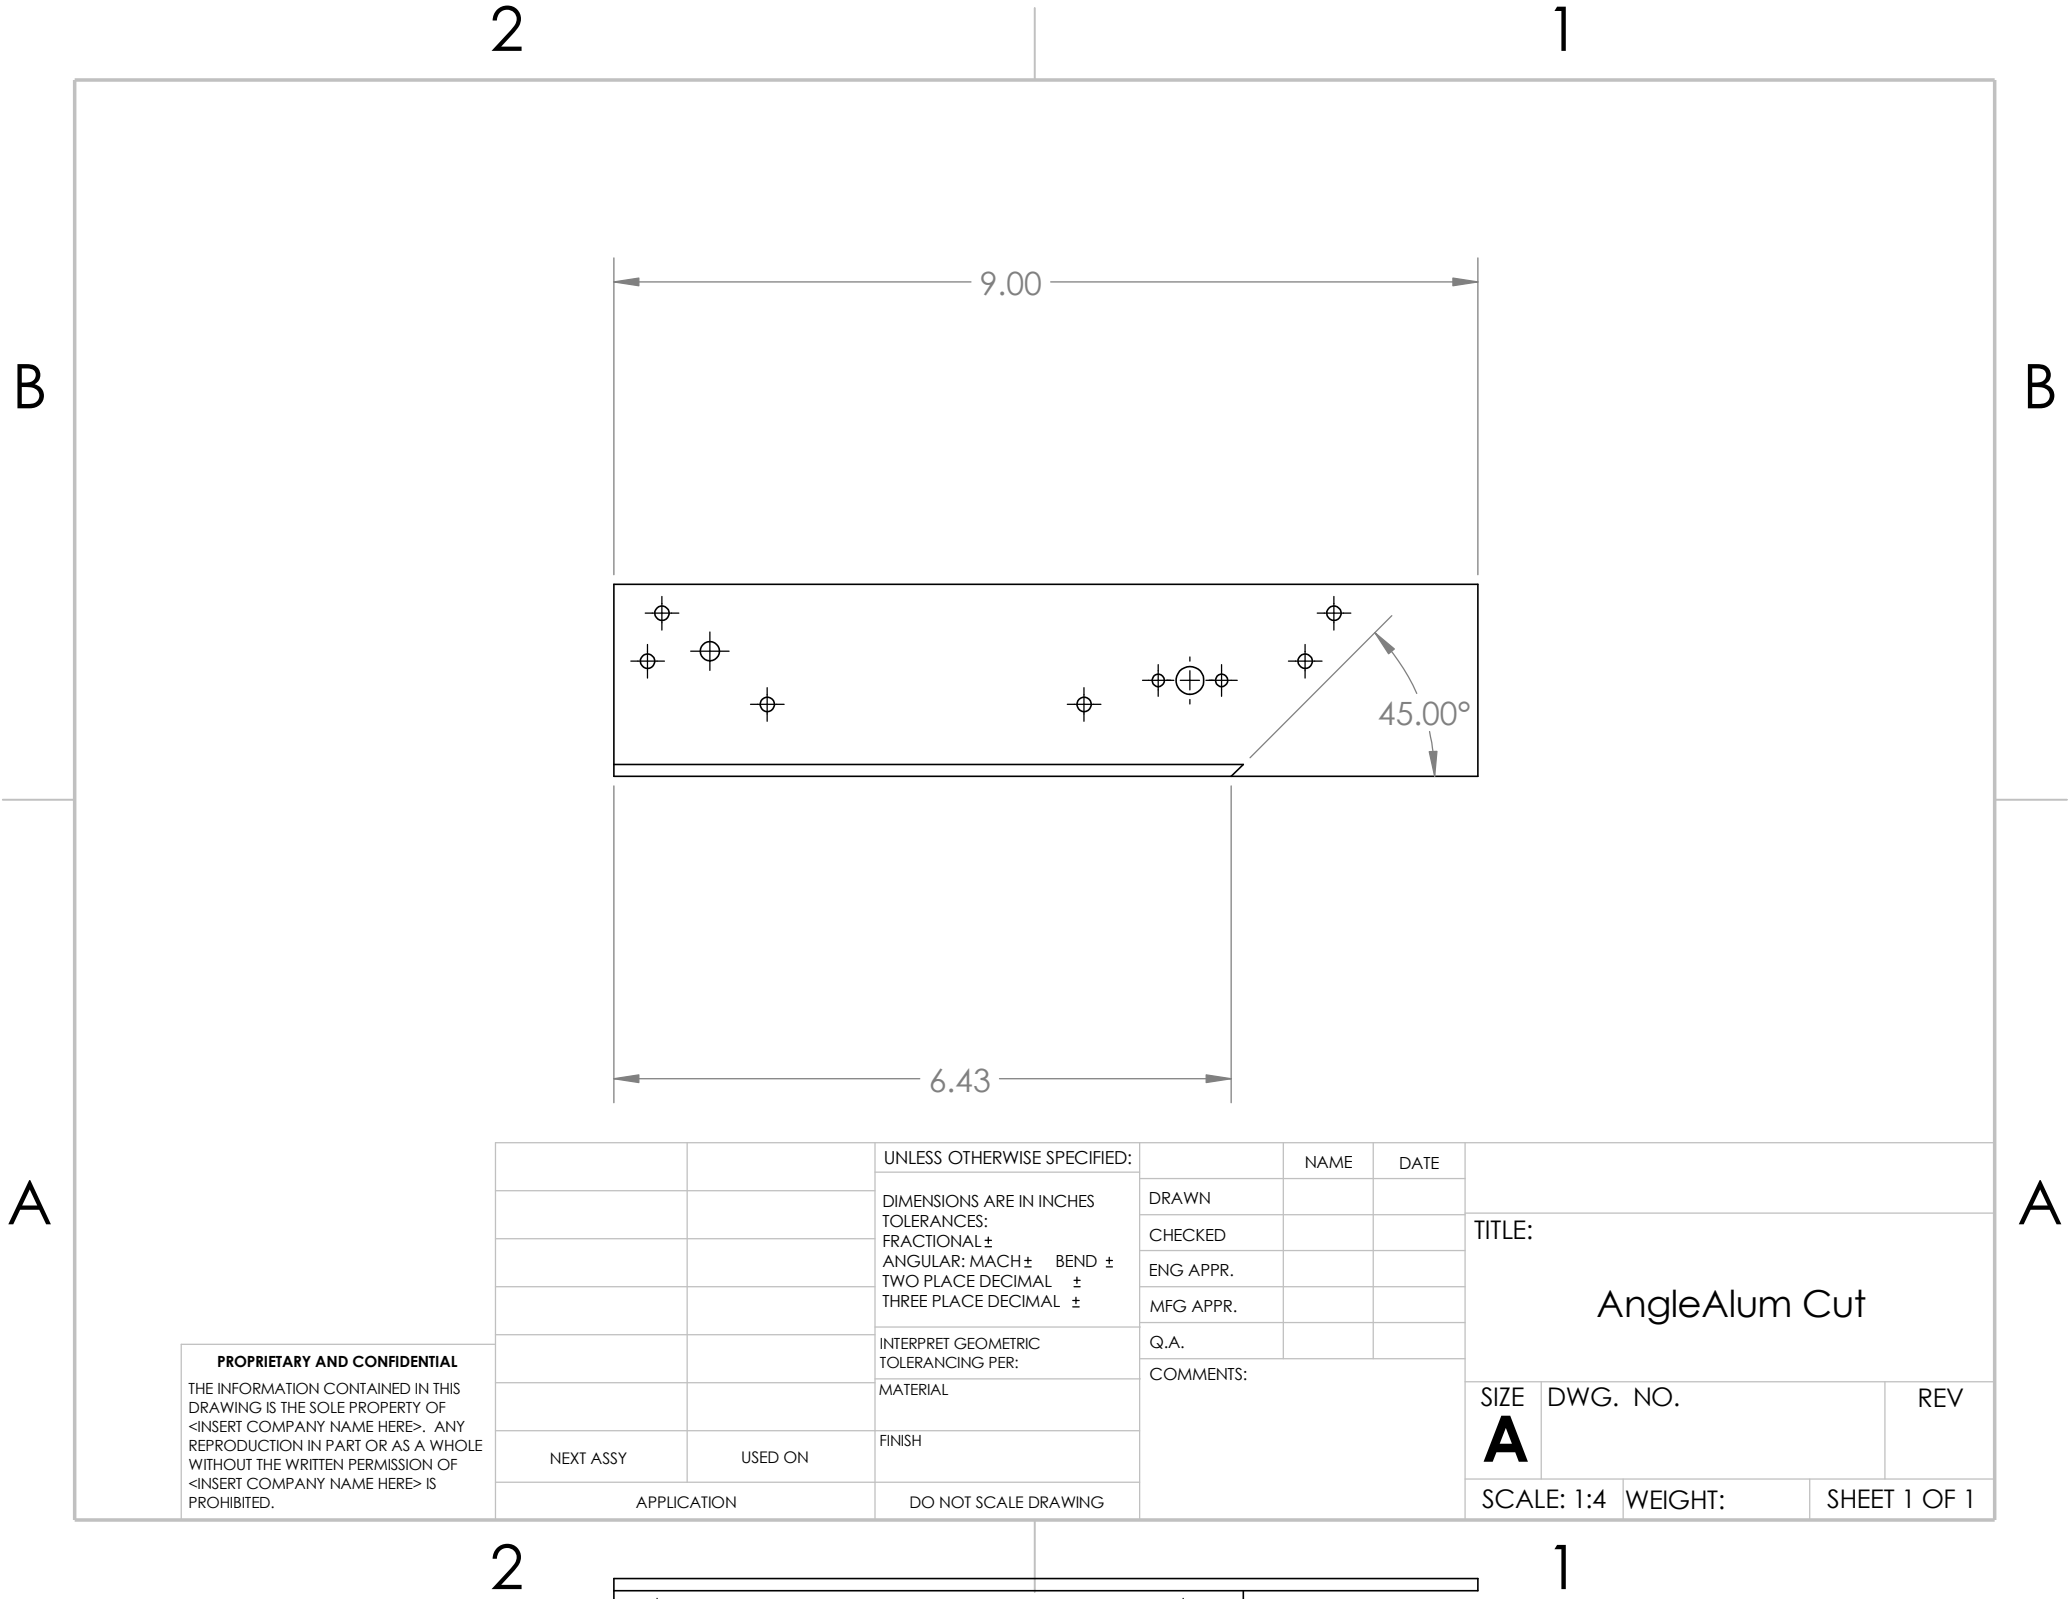 2 1
B B
9.00
45.00°
6.43
A A
UNLESS OTHERWISE SPECIFIED:
DIMENSIONS ARE IN INCHES
TOLERANCES:
FRACTIONAL ±
ANGULAR: MACH ± BEND ±
TWO PLACE DECIMAL ±
THREE PLACE DECIMAL ±
INTERPRET GEOMETRIC
TOLERANCING PER:
MATERIAL
FINISH
DO NOT SCALE DRAWING
NAME DATE
DRAWN
CHECKED
ENG APPR.
MFG APPR.
Q.A.
COMMENTS:
TITLE:
AngleAlum Cut
SIZE DWG. NO. REV
A
SCALE: 1:4 WEIGHT: SHEET 1 OF 1
PROPRIETARY AND CONFIDENTIAL
THE INFORMATION CONTAINED IN THIS
DRAWING IS THE SOLE PROPERTY OF
<INSERT COMPANY NAME HERE>. ANY
REPRODUCTION IN PART OR AS A WHOLE
WITHOUT THE WRITTEN PERMISSION OF
<INSERT COMPANY NAME HERE> IS
PROHIBITED.
NEXT ASSY USED ON
APPLICATION
2 1